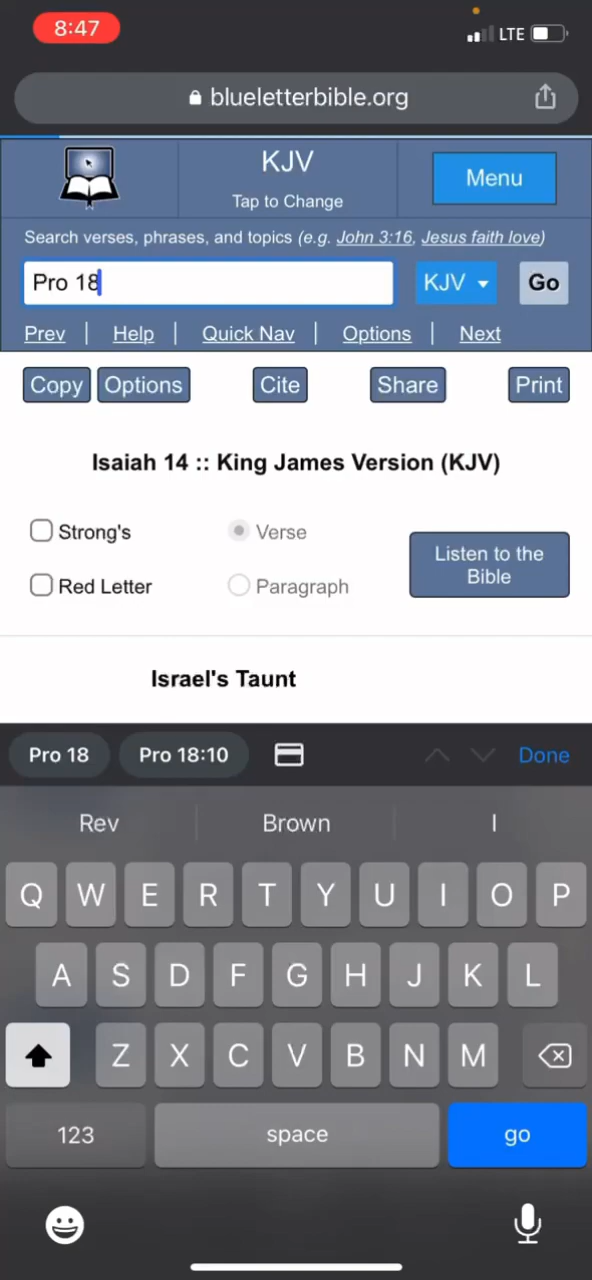 8:47 LTE
blueletterbible.org
KJV
Tap to Change
Menu
Search verses, phrases, and topics (e.g. John 3:16, Jesus faith love)
Pro 18 KJV Go
Prev | Help | Quick Nav | Options | Next
Copy Options Cite Share Print
Isaiah 14 :: King James Version (KJV)
Strong's Verse
Listen to the
Bible
Red Letter Paragraph
Israel's Taunt
Pro 18 Pro 18:10 Done
Rev Brown I
Q W E R T Y U I O P
A S D F G H J K L
Z X C V B N M
123 space go